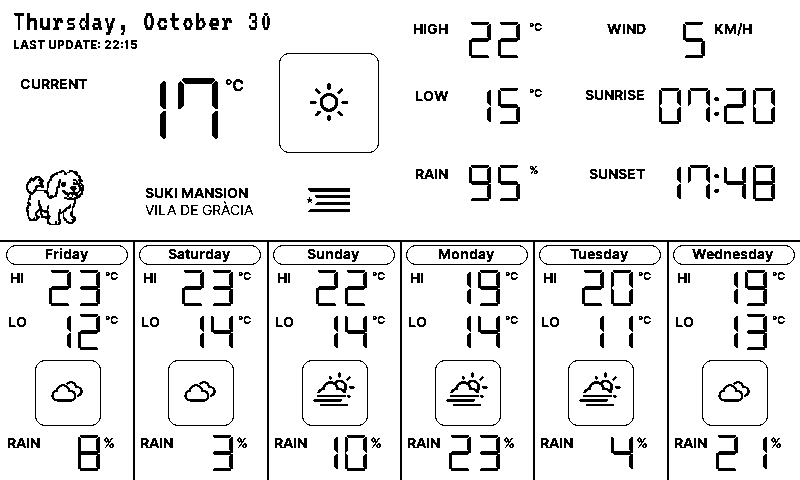 Thursday, October 30
LAST UPDATE: 22:15
CURRENT 17 °C
SUKI MANSION
VILA DE GRÀCIA
HIGH 22 °C
LOW 15 °C
RAIN 95 %
WIND 5 KM/H
SUNRISE 07:20
SUNSET 17:48
Friday
HI 23 °C
LO 12 °C
RAIN 8 %
Saturday
HI 23 °C
LO 14 °C
RAIN 3 %
Sunday
HI 22 °C
LO 14 °C
RAIN 10 %
Monday
HI 19 °C
LO 14 °C
RAIN 23 %
Tuesday
HI 20 °C
LO 11 °C
RAIN 4 %
Wednesday
HI 19 °C
LO 13 °C
RAIN 21 %